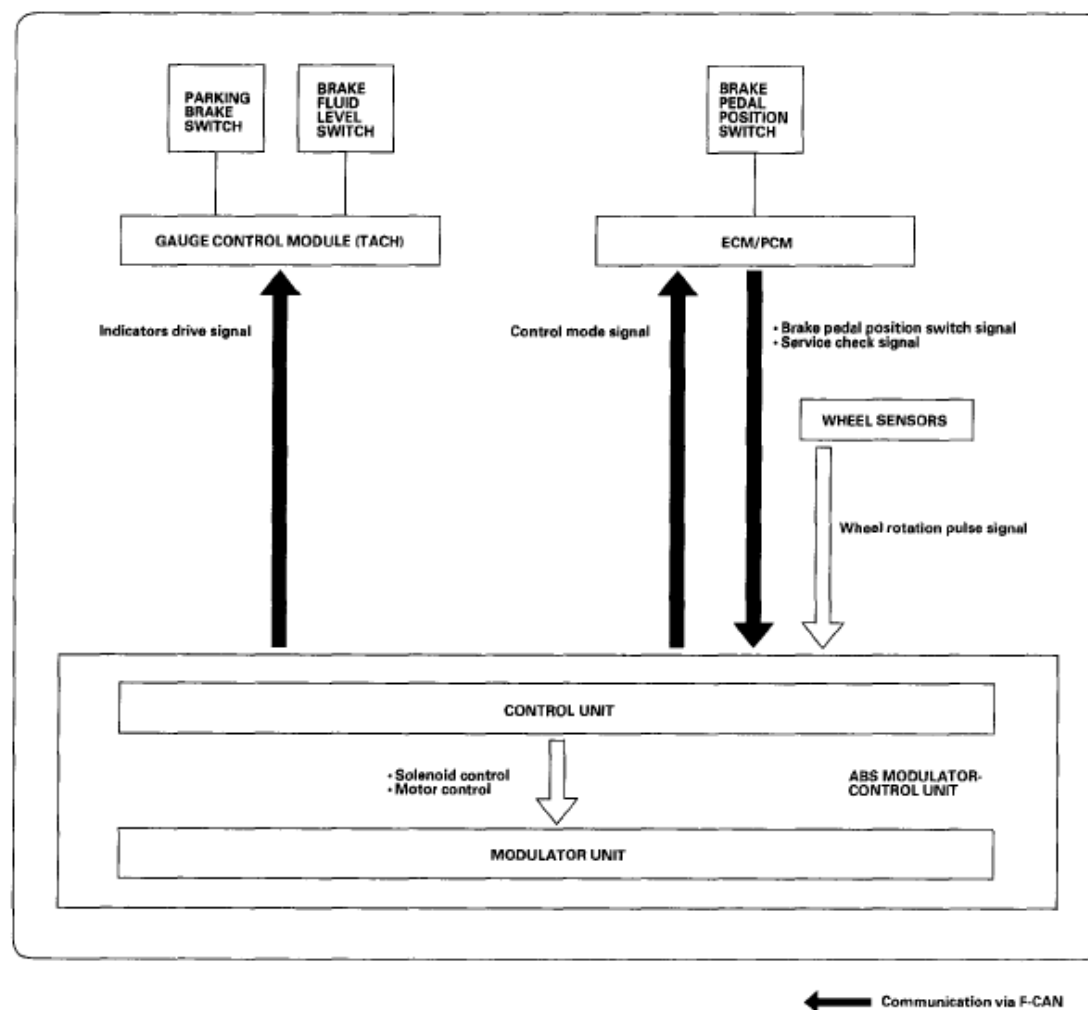 PARKING
BRAKE
SWITCH
BRAKE
FLUID
LEVEL
SWITCH
BRAKE
PEDAL
POSITION
SWITCH
GAUGE CONTROL MODULE (TACH)
ECM/PCM
Indicators drive signal
Control mode signal
• Brake pedal position switch signal
• Service check signal
WHEEL SENSORS
Wheel rotation pulse signal
CONTROL UNIT
• Solenoid control
• Motor control
ABS MODULATOR-
CONTROL UNIT
MODULATOR UNIT
Communication via F-CAN